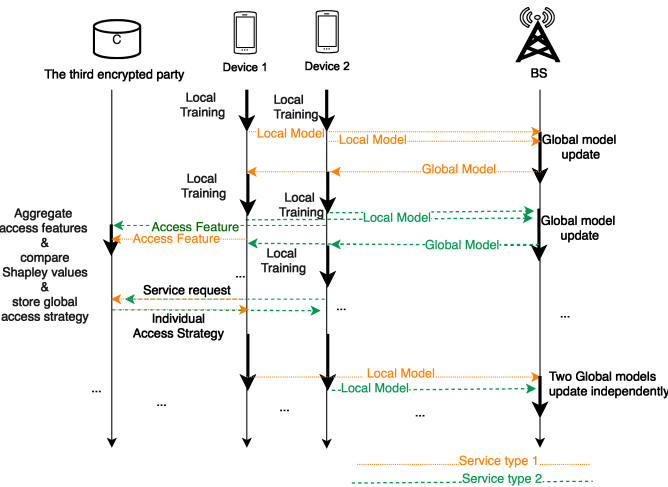 C
The third encrypted party
Device 1
Device 2
BS
Local
Training
Local
Training
Local Model
Local Model
Global model
update
Global Model
Local
Training
Local
Training
Local Model
Global model
update
Aggregate
access features
&
compare
Shapley values
&
store global
access strategy
Access Feature
Access Feature
Global Model
Local
Training
...
Service request
...
Individual
Access Strategy
...
Local Model
Local Model
Two Global models
update independently
...
...
...
...
Service type 1
Service type 2